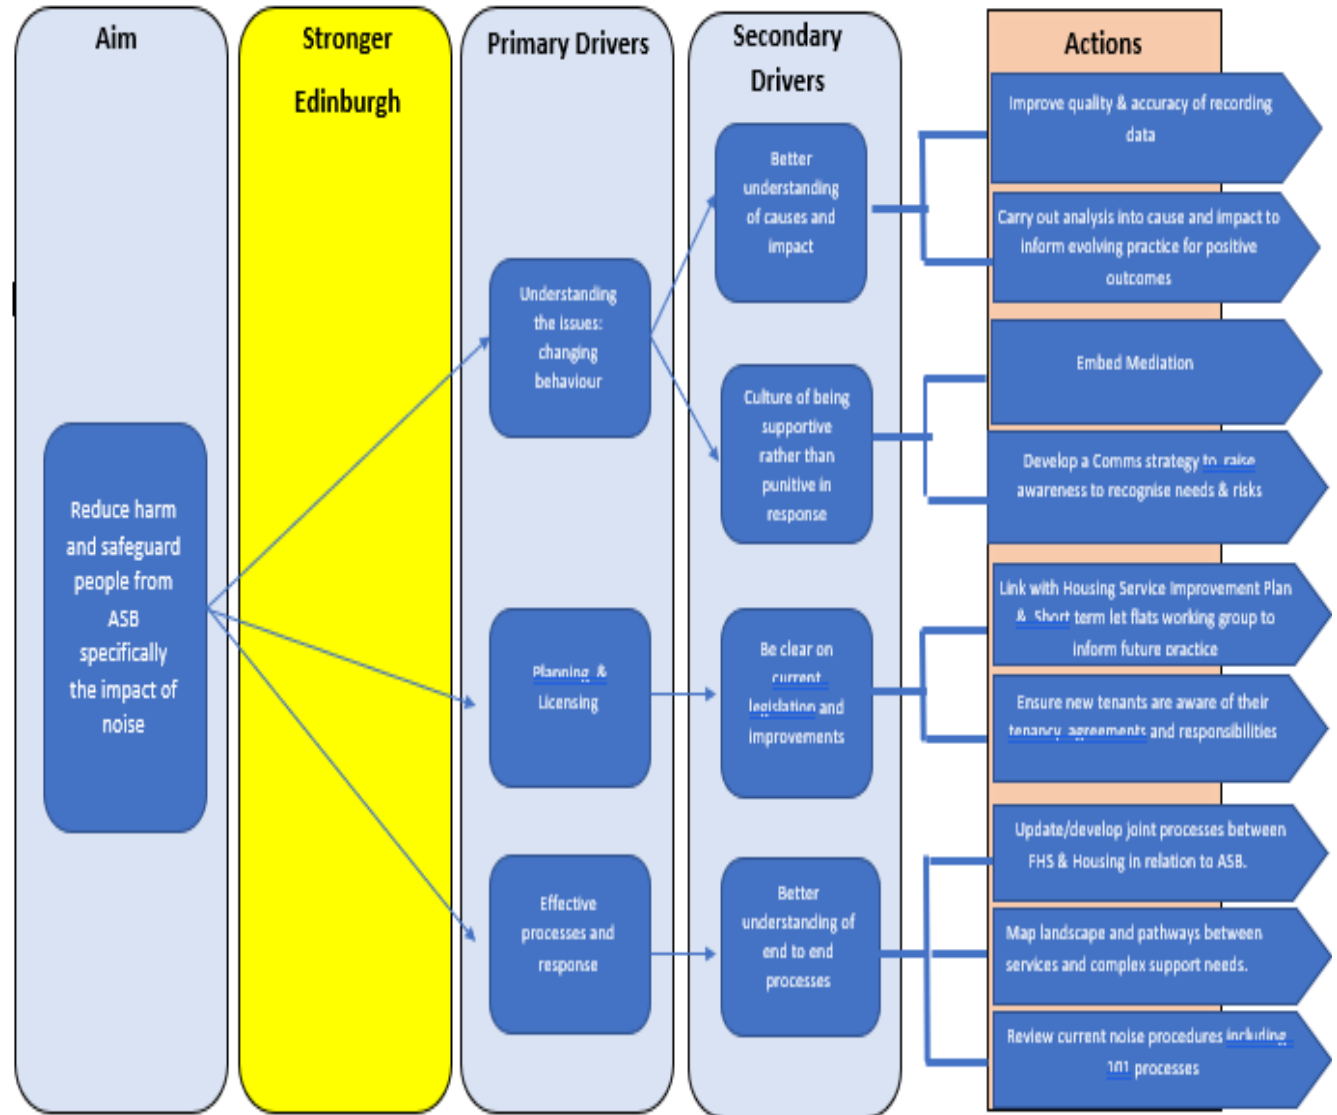 Aim
Stronger
Edinburgh
Primary Drivers
Secondary
Drivers
Actions
Reduce harm
and safeguard
people from
ASB
specifically
the impact of
noise
Understanding
the issues:
changing
behaviour
Planning &
Licensing
Effective
processes and
response
Better
understanding
of causes and
impact
Culture of being
supportive
rather than
punitive in
response
Be clear on
current
legislation and
improvements
Better
understanding of
end to end
processes
Improve quality & accuracy of recording
data
Carry out analysis into cause and impact to
inform evolving practice for positive
outcomes
Embed Mediation
Develop a Comms strategy to raise
awareness to recognise needs & risks
Link with Housing Service Improvement Plan
& Short term let flats working group to
inform future practice
Ensure new tenants are aware of their
tenancy agreements and responsibilities
Update/develop joint processes between
FHS & Housing in relation to ASB.
Map landscape and pathways between
services and complex support needs.
Review current noise procedures including
101 processes